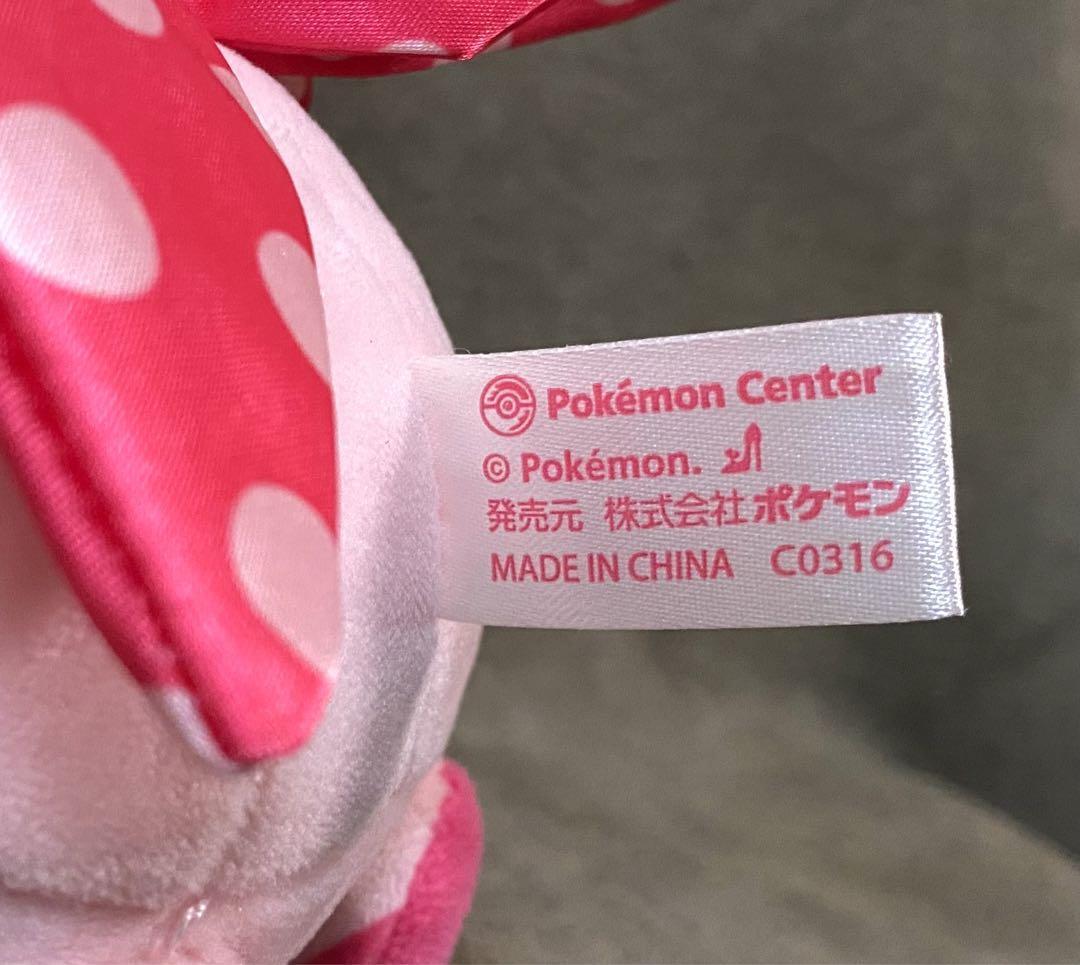 Pokémon Center
© Pokémon.
発売元 株式会社ポケモン
MADE IN CHINA C0316